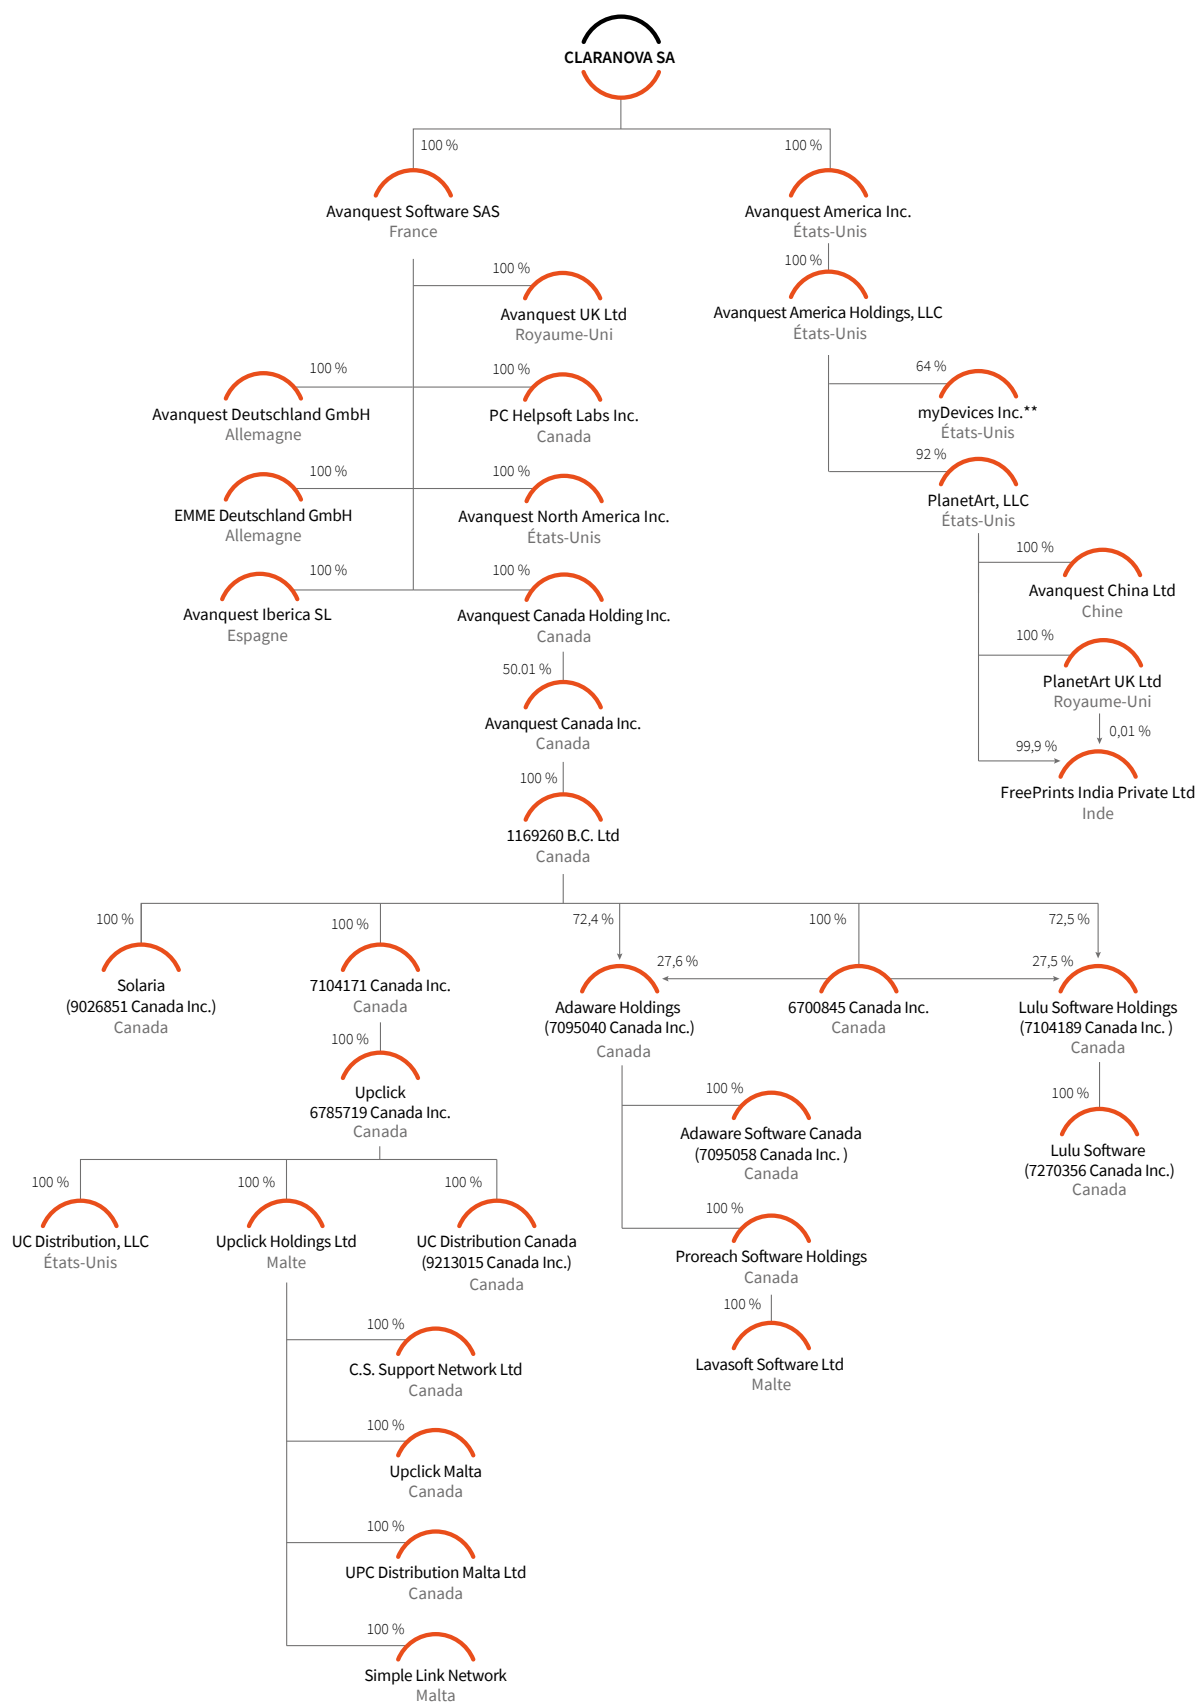 CLARANOVA SA
100 %
100 %
Avanquest Software SAS
France
Avanquest America Inc.
États-Unis
100 %
Avanquest UK Ltd
Royaume-Uni
100 %
Avanquest America Holdings, LLC
États-Unis
100 %
Avanquest Deutschland GmbH
Allemagne
100 %
PC Helpsoft Labs Inc.
Canada
64 %
myDevices Inc.**
États-Unis
100 %
EMME Deutschland GmbH
Allemagne
100 %
Avanquest North America Inc.
États-Unis
92 %
PlanetArt, LLC
États-Unis
100 %
Avanquest Iberica SL
Espagne
100 %
Avanquest Canada Holding Inc.
Canada
100 %
Avanquest China Ltd
Chine
100 %
PlanetArt UK Ltd
Royaume-Uni
0,01 %
99,9 %
FreePrints India Private Ltd
Inde
50.01 %
Avanquest Canada Inc.
Canada
100 %
1169260 B.C. Ltd
Canada
100 %
Solaria
(9026851 Canada Inc.)
Canada
100 %
7104171 Canada Inc.
Canada
72,4 %
27,6 %
Adaware Holdings
(7095040 Canada Inc.)
Canada
100 %
6700845 Canada Inc.
Canada
72,5 %
27,5 %
Lulu Software Holdings
(7104189 Canada Inc. )
Canada
100 %
Upclick
6785719 Canada Inc.
Canada
100 %
Adaware Software Canada
(7095058 Canada Inc. )
Canada
100 %
Lulu Software
(7270356 Canada Inc.)
Canada
100 %
UC Distribution, LLC
États-Unis
100 %
Upclick Holdings Ltd
Malte
100 %
UC Distribution Canada
(9213015 Canada Inc.)
Canada
100 %
Proreach Software Holdings
Canada
100 %
Lavasoft Software Ltd
Malte
100 %
C.S. Support Network Ltd
Canada
100 %
Upclick Malta
Canada
100 %
UPC Distribution Malta Ltd
Canada
100 %
Simple Link Network
Malta